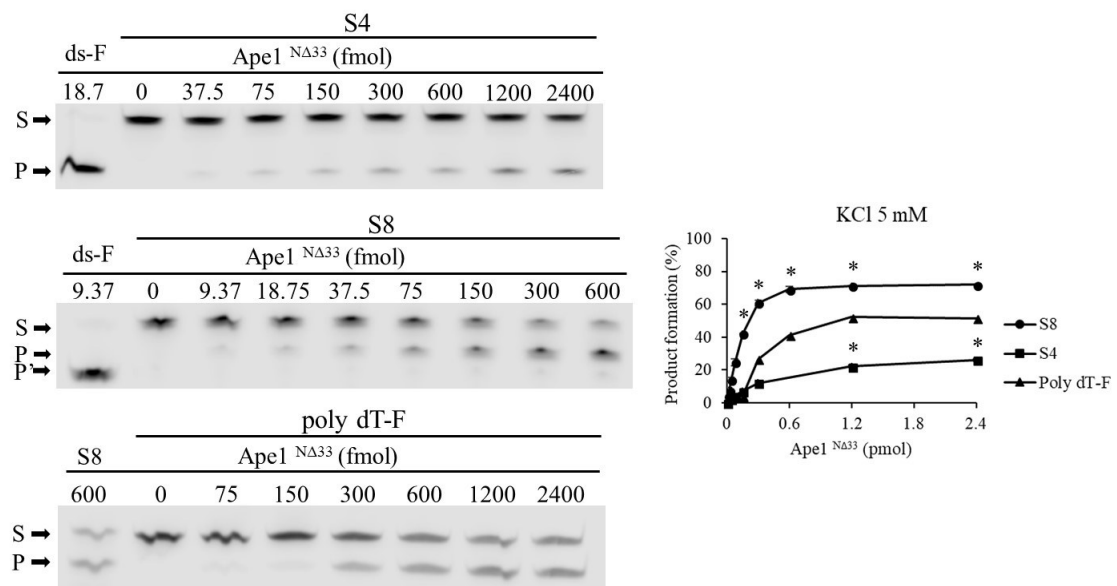 S4
ds-F Ape1 NΔ33 (fmol)
18.7 0 37.5 75 150 300 600 1200 2400
S
P
S8
ds-F Ape1 NΔ33 (fmol)
9.37 0 9.37 18.75 37.5 75 150 300 600
S
P
P'
poly dT-F
S8 Ape1 NΔ33 (fmol)
600 0 75 150 300 600 1200 2400
S
P
KCl 5 mM
Product formation (%)
100
80
60
40
20
0
* * * * *
* *
0 0.6 1.2 1.8 2.4
Ape1 NΔ33 (pmol)
S8
S4
Poly dT-F